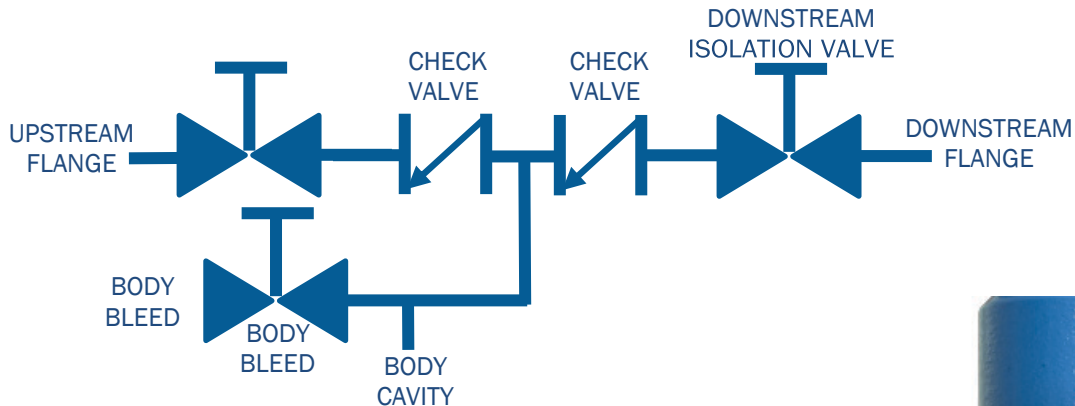 DOWNSTREAM
ISOLATION VALVE
CHECK
VALVE
CHECK
VALVE
UPSTREAM
FLANGE
DOWNSTREAM
FLANGE
BODY
BLEED
BODY
BLEED
BODY
CAVITY